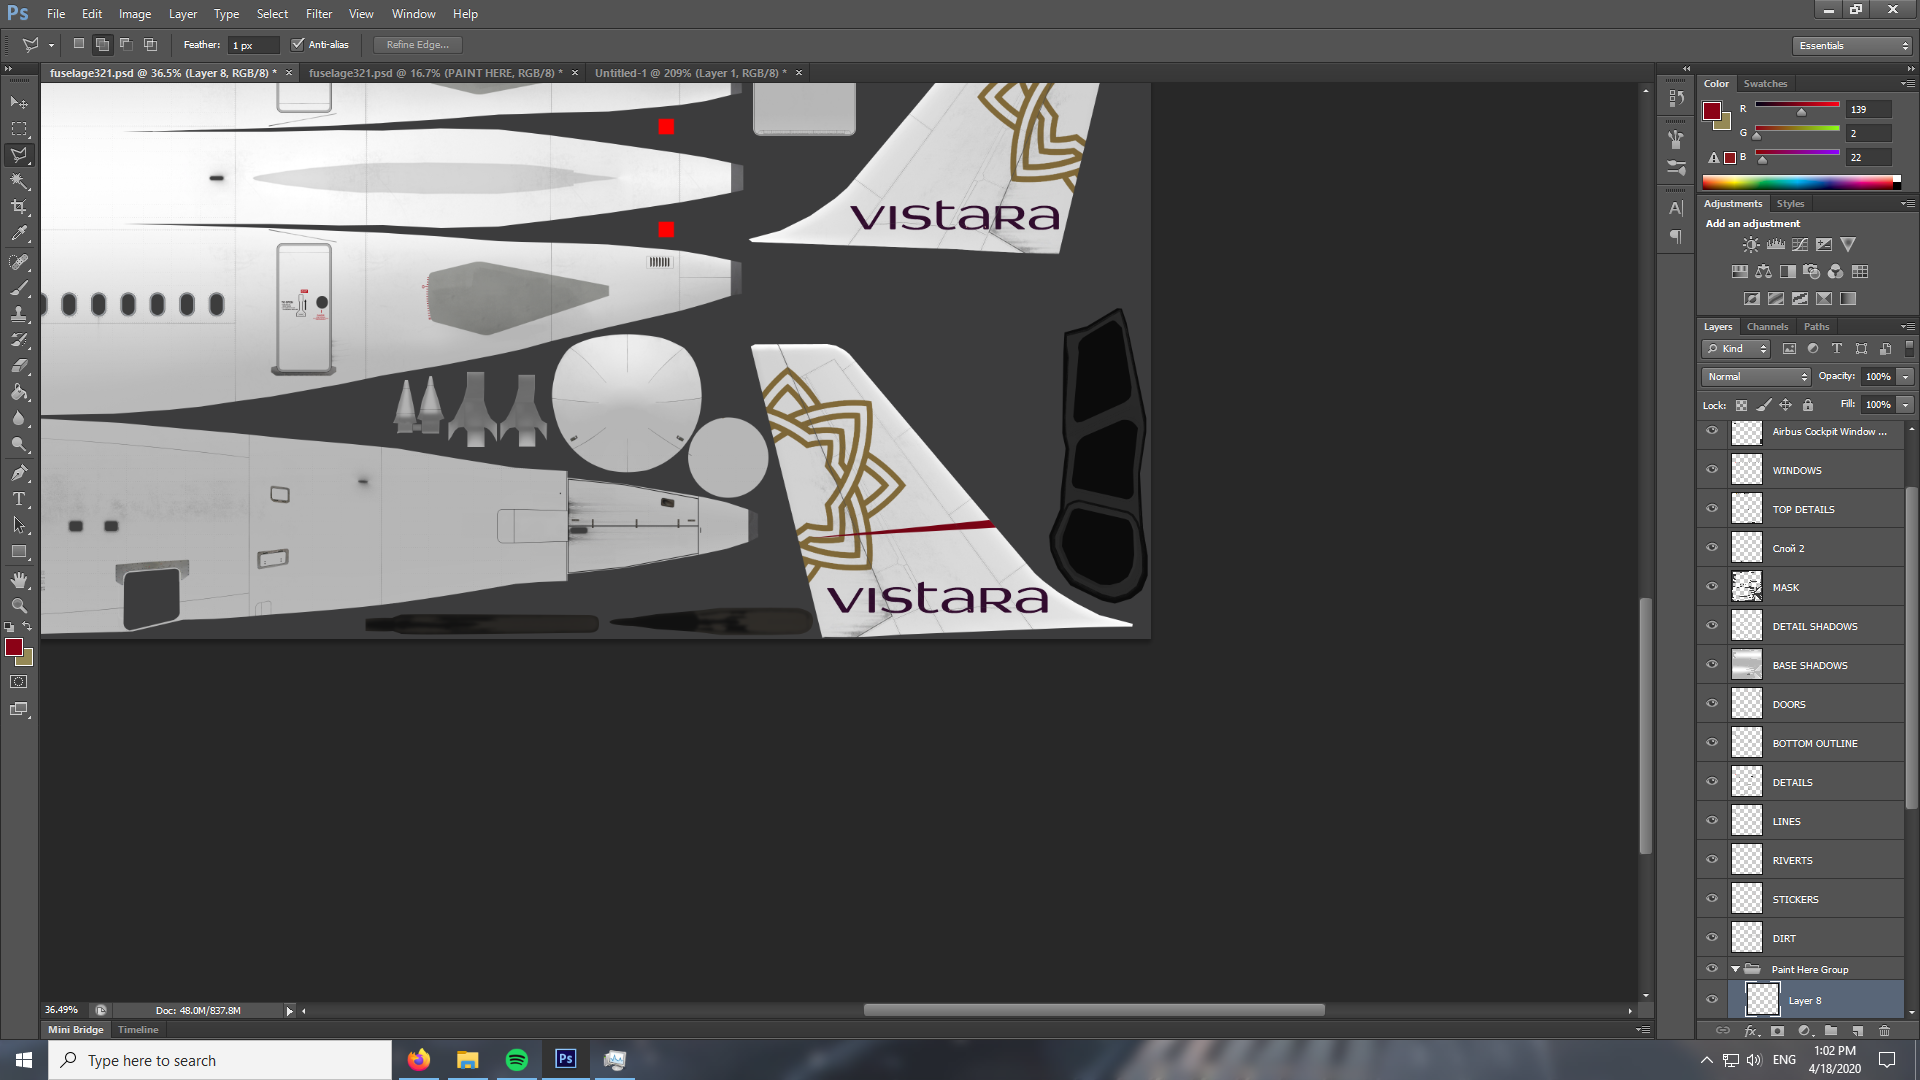 Ps File Edit Image Layer Type Select Filter View Window Help
Feather: 1 px Anti-alias Refine Edge... Essentials
fuselage321.psd @ 36.5% (Layer 8, RGB/8) * × fuselage321.psd @ 16.7% (PAINT HERE, RGB/8) * × Untitled-1 @ 209% (Layer 1, RGB/8) * ×
Color Swatches
R 139
G 2
B 22
Adjustments Styles
Add an adjustment
Layers Channels Paths
Kind
Normal Opacity: 100%
Lock: Fill: 100%
Airbus Cockpit Window ...
WINDOWS
TOP DETAILS
Слой 2
MASK
DETAIL SHADOWS
BASE SHADOWS
DOORS
BOTTOM OUTLINE
DETAILS
LINES
RIVERTS
STICKERS
DIRT
Paint Here Group
Layer 8
VISTARA
VISTARA
36.49% Doc: 48.0M/837.8M
Mini Bridge Timeline
Type here to search
Ps
ENG
1:02 PM
4/18/2020